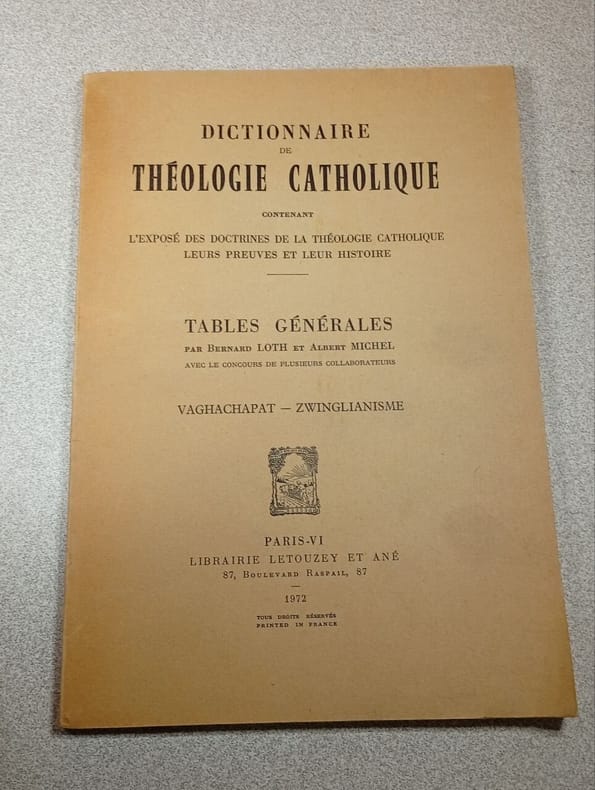 DICTIONNAIRE
DE
THÉOLOGIE CATHOLIQUE
CONTENANT
L'EXPOSÉ DES DOCTRINES DE LA THÉOLOGIE CATHOLIQUE
LEURS PREUVES ET LEUR HISTOIRE
TABLES GÉNÉRALES
PAR BERNARD LOTH ET ALBERT MICHEL
AVEC LE CONCOURS DE PLUSIEURS COLLABORATEURS
VAGHACHAPAT — ZWINGLIANISME
PARIS-VI
LIBRAIRIE LETOUZEY ET ANÉ
87, BOULEVARD RASPAIL, 87
1972
TOUS DROITS RÉSERVÉS
PRINTED IN FRANCE